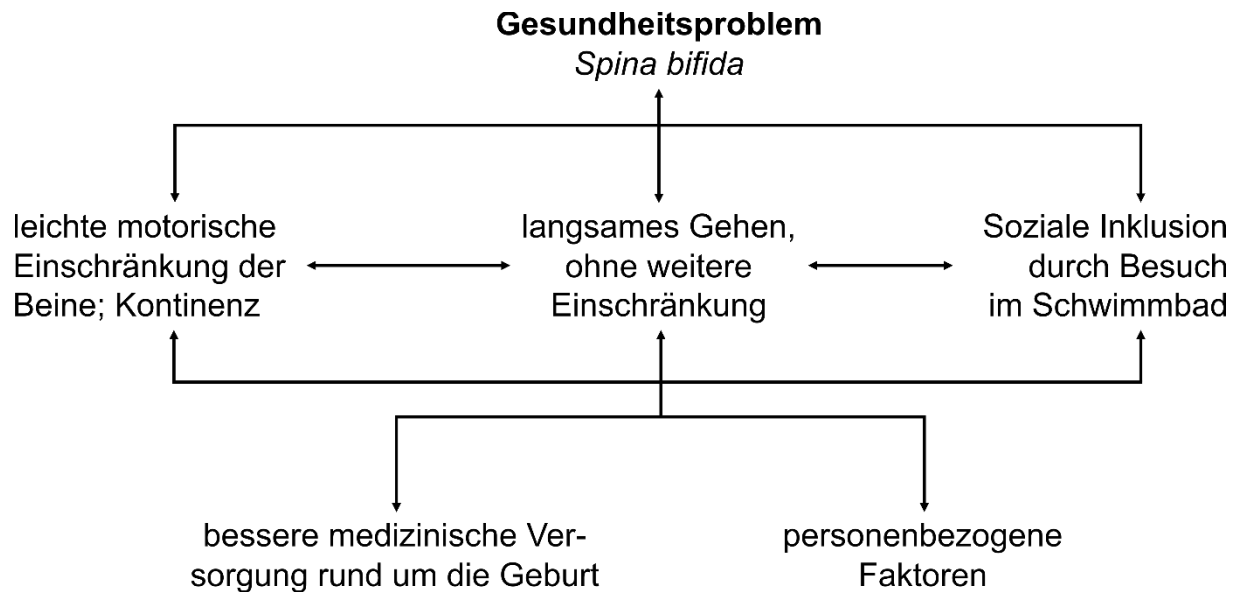 Gesundheitsproblem
Spina bifida
leichte motorische
Einschränkung der
Beine; Kontinenz
langsames Gehen,
ohne weitere
Einschränkung
Soziale Inklusion
durch Besuch
im Schwimmbad
bessere medizinische Ver-
sorgung rund um die Geburt
personenbezogene
Faktoren